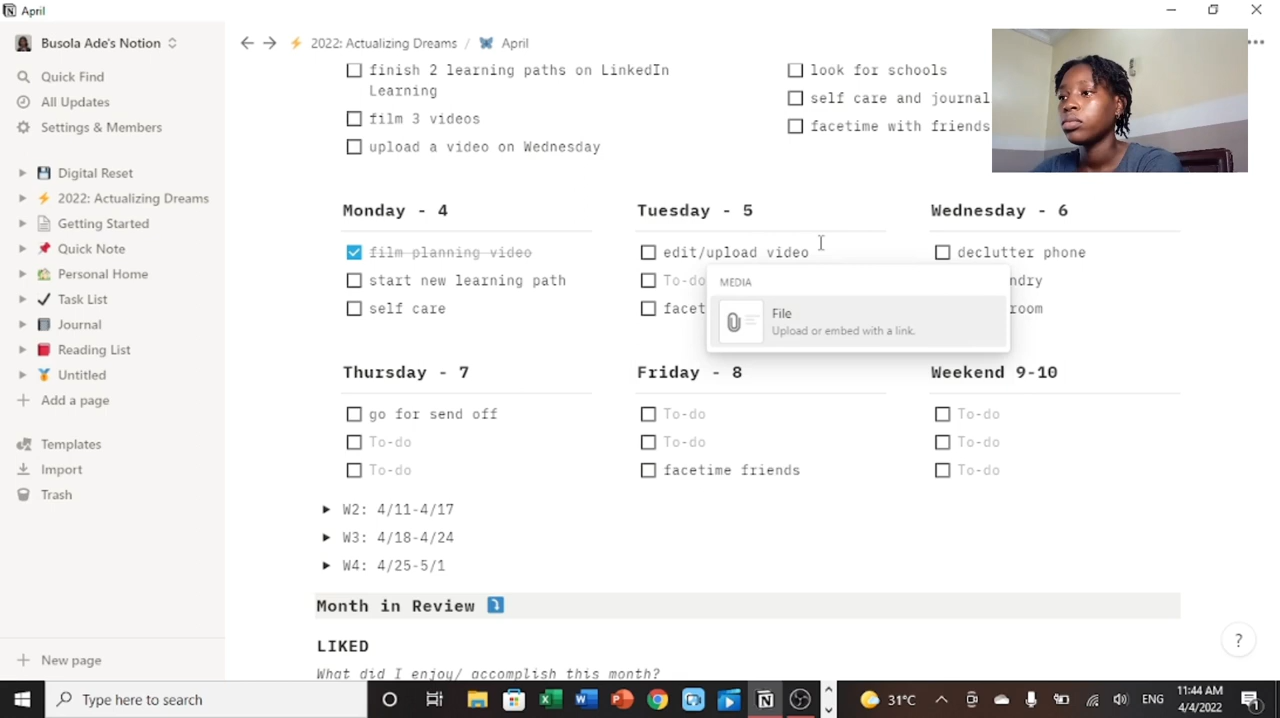 April
Busola Ade's Notion
2022: Actualizing Dreams / April
Quick Find
All Updates
Settings & Members
Digital Reset
2022: Actualizing Dreams
Getting Started
Quick Note
Personal Home
Task List
Journal
Reading List
Untitled
Add a page
Templates
Import
Trash
New page
finish 2 learning paths on LinkedIn
Learning
film 3 videos
upload a video on Wednesday
look for schools
self care and journal
facetime with friends
Monday - 4
film planning video
start new learning path
self care
Tuesday - 5
edit/upload video
To-do
facet
MEDIA
File
Upload or embed with a link.
Wednesday - 6
declutter phone
ndry
room
Thursday - 7
go for send off
To-do
To-do
Friday - 8
To-do
To-do
facetime friends
Weekend 9-10
To-do
To-do
To-do
W2: 4/11-4/17
W3: 4/18-4/24
W4: 4/25-5/1
Month in Review
LIKED
What did I enjoy/ accomplish this month?
?
Type here to search
31°C
ENG
11:44 AM
4/4/2022
1